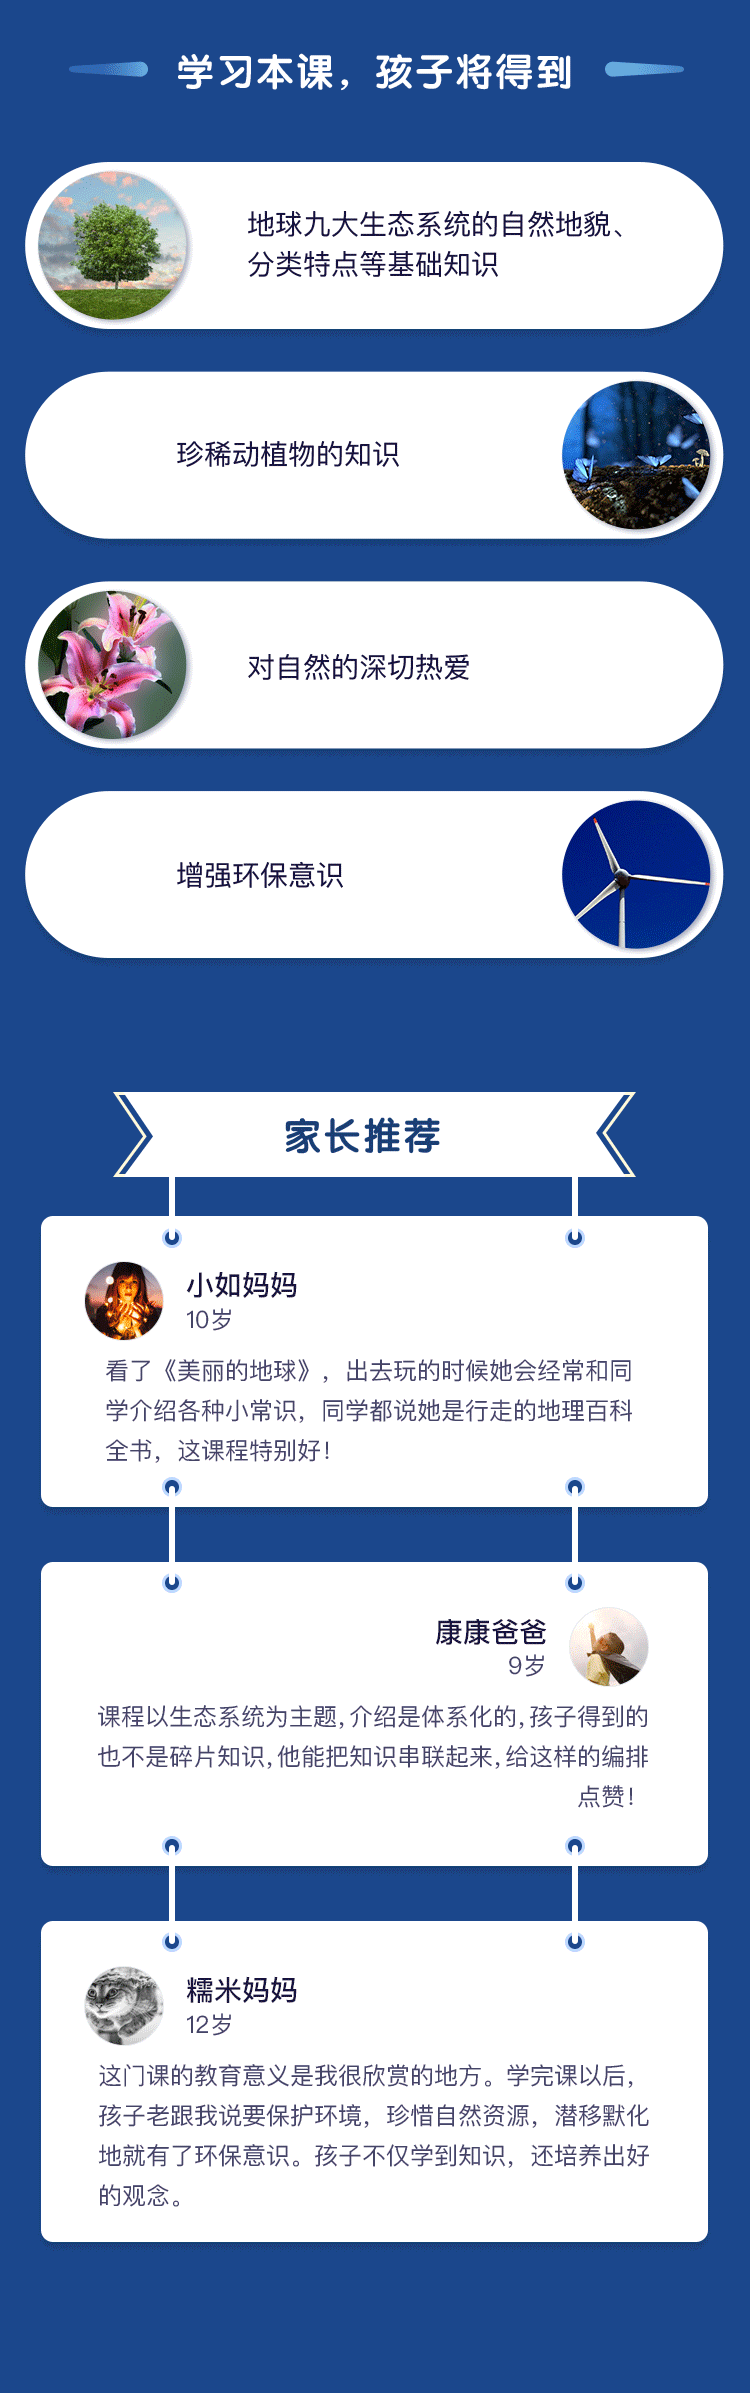 学习本课，孩子将得到
地球九大生态系统的自然地貌、
分类特点等基础知识
珍稀动植物的知识
对自然的深切热爱
增强环保意识
家长推荐
小如妈妈
10岁
看了《美丽的地球》，出去玩的时候她会经常和同
学介绍各种小常识，同学都说她是行走的地理百科
全书，这课程特别好！
康康爸爸
9岁
课程以生态系统为主题，介绍是体系化的，孩子得到的
也不是碎片知识，他能把知识串联起来，给这样的编排
点赞！
糯米妈妈
12岁
这门课的教育意义是我很欣赏的地方。学完课以后，
孩子老跟我说要保护环境，珍惜自然资源，潜移默化
地就有了环保意识。孩子不仅学到知识，还培养出好
的观念。